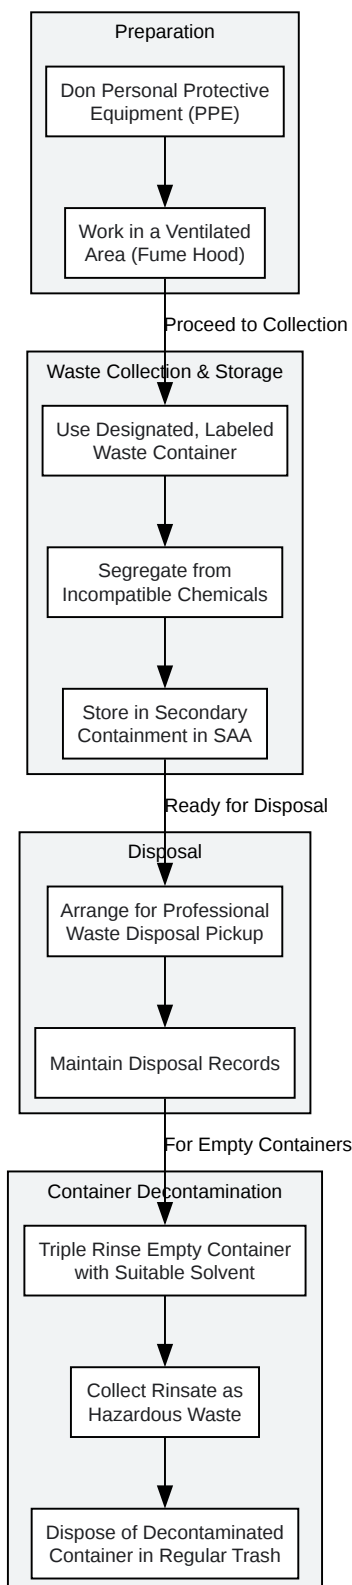 Preparation
Don Personal Protective
Equipment (PPE)
Work in a Ventilated
Area (Fume Hood)
Proceed to Collection
Waste Collection & Storage
Use Designated, Labeled
Waste Container
Segregate from
Incompatible Chemicals
Store in Secondary
Containment in SAA
Ready for Disposal
Disposal
Arrange for Professional
Waste Disposal Pickup
Maintain Disposal Records
For Empty Containers
Container Decontamination
Triple Rinse Empty Container
with Suitable Solvent
Collect Rinsate as
Hazardous Waste
Dispose of Decontaminated
Container in Regular Trash